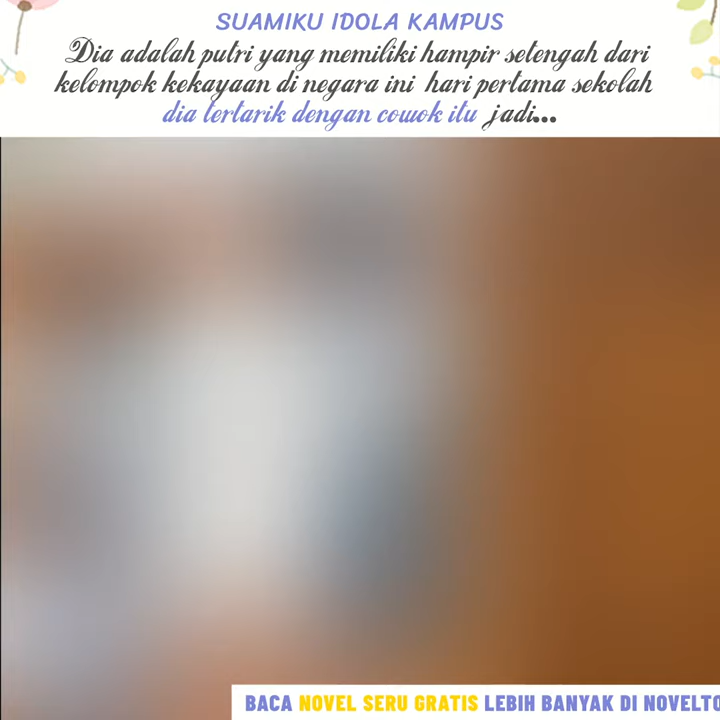 SUAMIKU IDOLA KAMPUS
Dia adalah putri yang memiliki hampir setengah dari
kelompok kekayaan di negara ini hari pertama sekolah
dia tertarik dengan cowok itu jadi...
BACA NOVEL SERU GRATIS LEBIH BANYAK DI NOVELTO